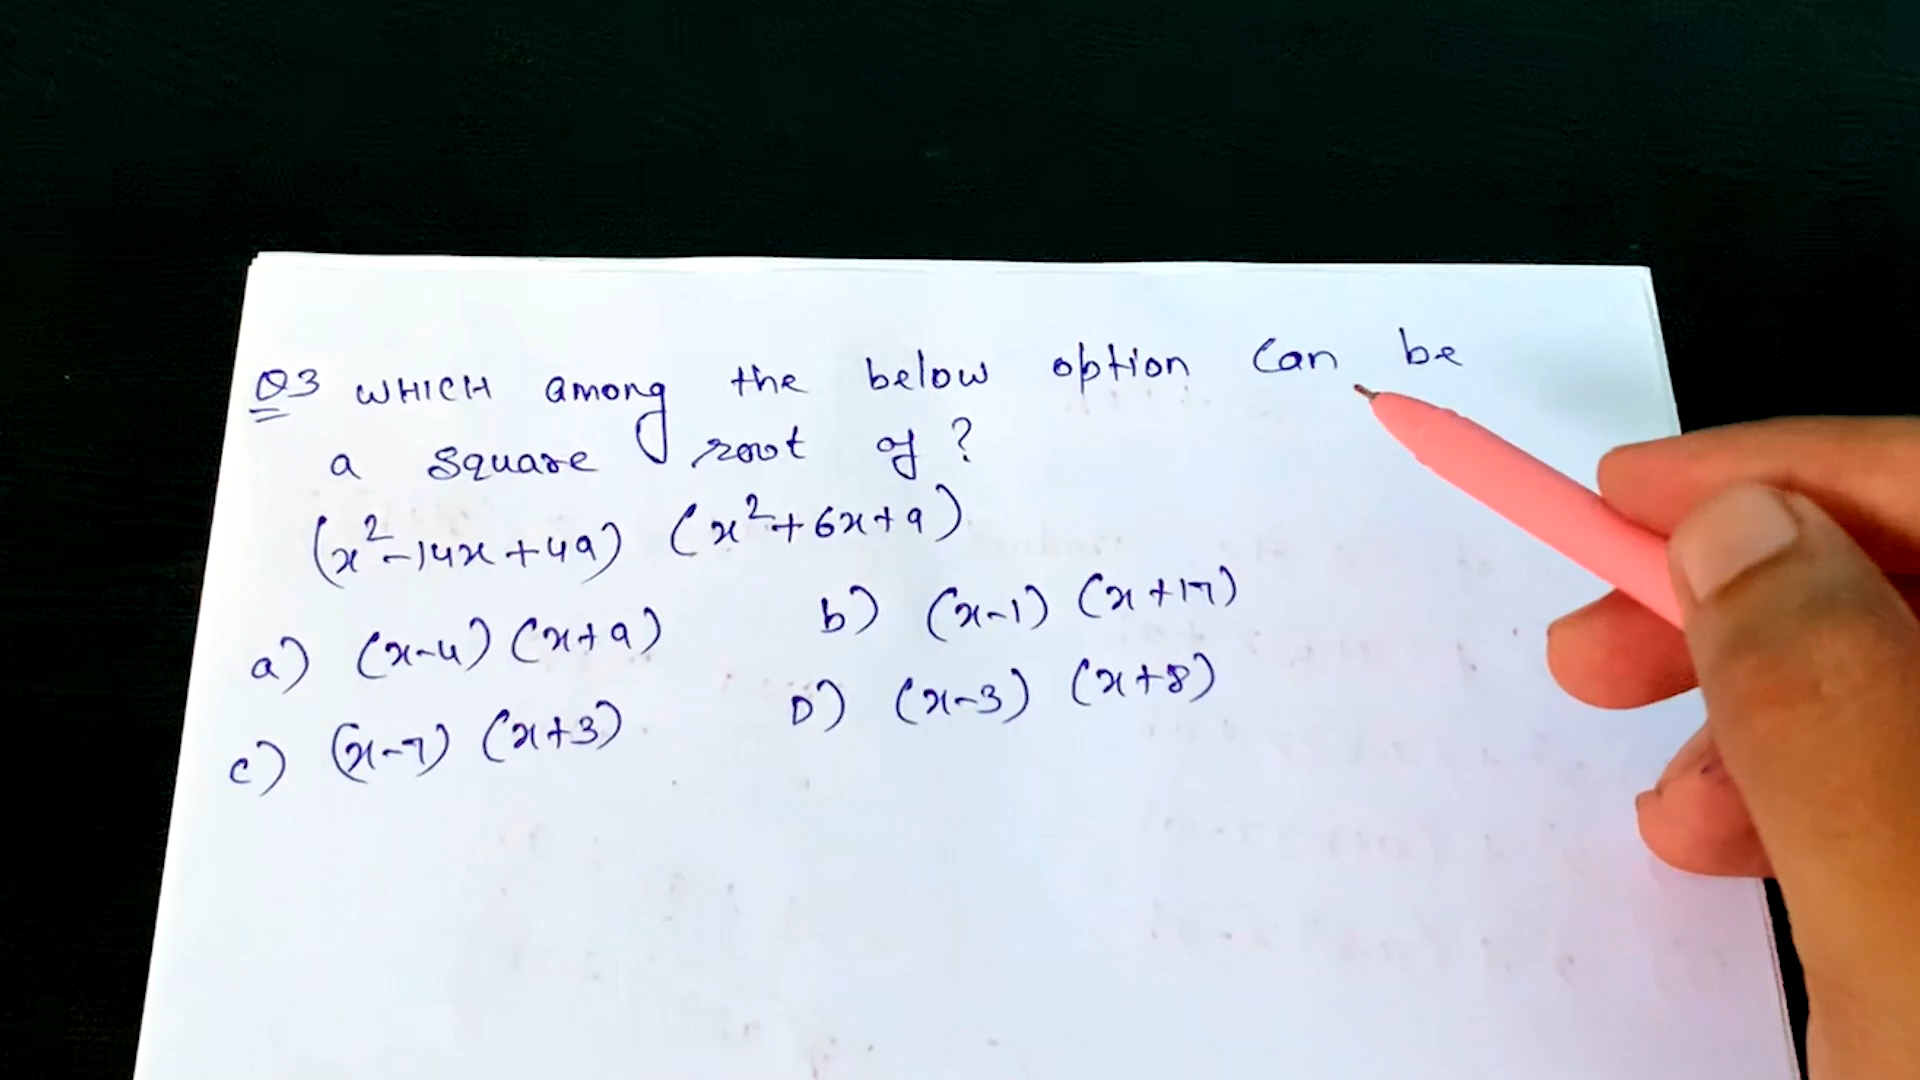 Q3 WHICH among the below option can be
a square root of ?
(x²-14x+49) (x²+6x+9)
a) (x-4) (x+9)
b) (x-1) (x+17)
c) (x-7) (x+3)
D) (x-3) (x+8)